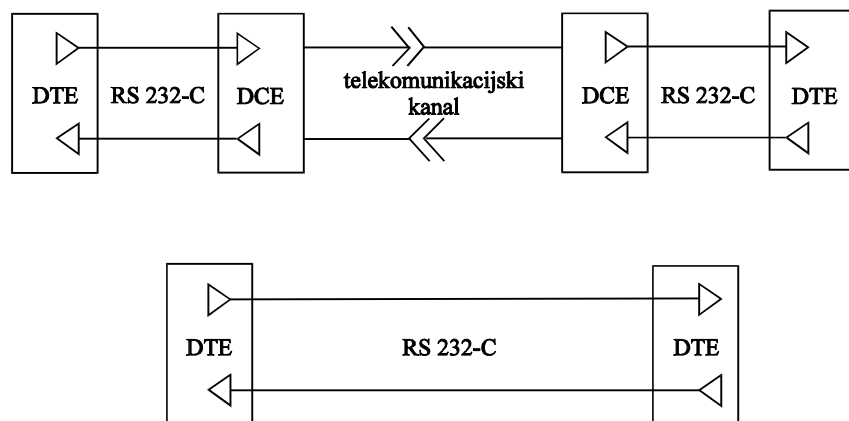 DTE RS 232-C DCE telekomunikacijski kanal DCE RS 232-C DTE
DTE RS 232-C DTE